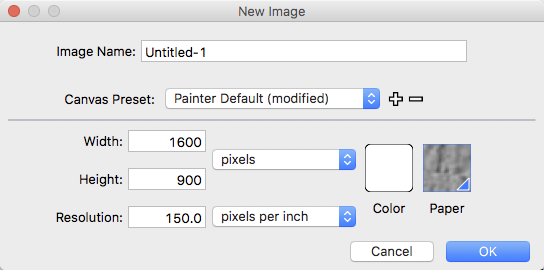 New Image
Image Name: Untitled-1
Canvas Preset: Painter Default (modified)
Width: 1600 pixels
Height: 900
Resolution: 150.0 pixels per inch
Color Paper
Cancel OK